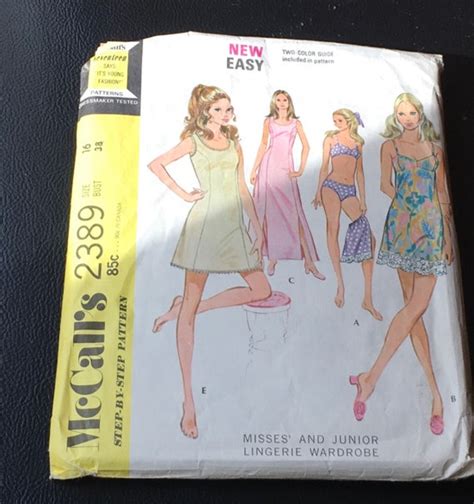 McCall's
seventeen
SAYS
"IT'S YOUNG
FASHION"
PATTERNS
TESTED
NEW
EASY
TWO-COLOR GUIDE
included in pattern
SIZE 16
BUST 38
McCall's 2389 85c
STEP-BY-STEP PATTERN
C
A
E
B
MISSES' AND JUNIOR
LINGERIE WARDROBE